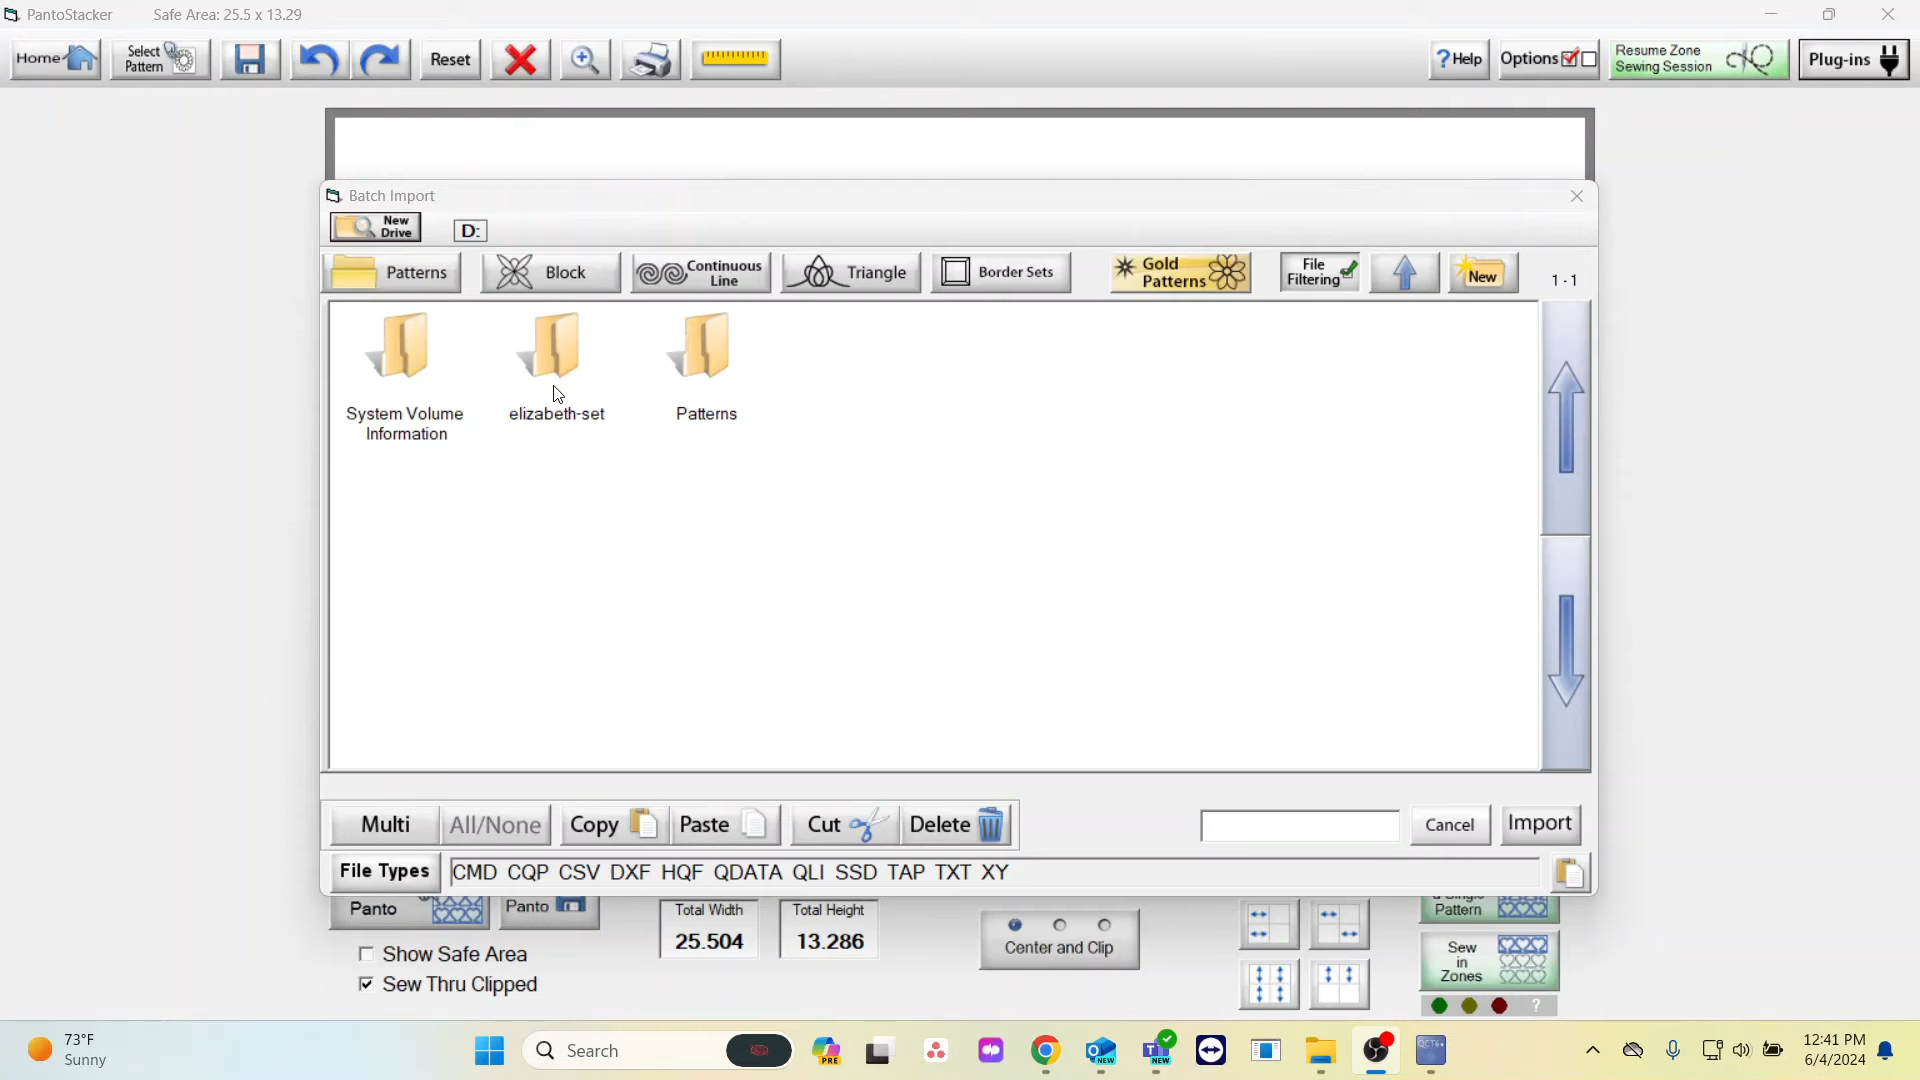 PantoStacker Safe Area: 25.5 x 13.29
Home
Select
Pattern
Reset
? Help
Options
Resume Zone
Sewing Session
Plug-ins
Batch Import
New
Drive
D:
Patterns
Block
Continuous
Line
Triangle
Border Sets
Gold
Patterns
File
Filtering
New
1 - 1
System Volume
Information
elizabeth-set
Patterns
Multi
All/None
Copy
Paste
Cut
Delete
Cancel
Import
File Types
CMD CQP CSV DXF HQF QDATA QLI SSD TAP TXT XY
Panto
Panto
Total Width
25.504
Total Height
13.286
Center and Clip
Pattern
Show Safe Area
Sew Thru Clipped
Sew
in
Zones
?
73°F
Sunny
Search
PRE
NEW
NEW
QCT6
12:41 PM
6/4/2024